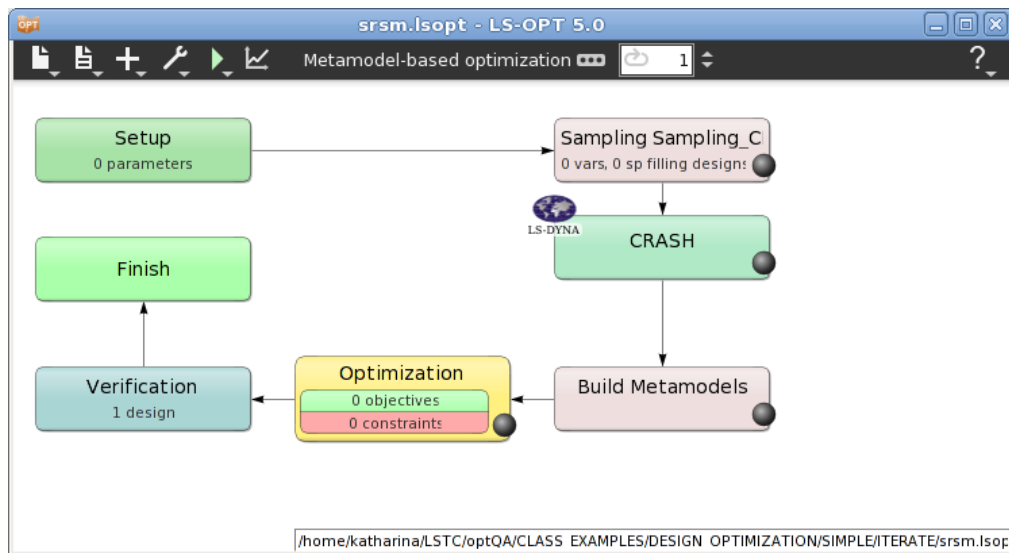 OPT
srsm.lsopt - LS-OPT 5.0
Metamodel-based optimization 1
?
Setup
0 parameters
Sampling Sampling_C
0 vars, 0 sp filling designs
LS-DYNA
CRASH
Finish
Optimization
0 objectives
0 constraints
Verification
1 design
Build Metamodels
/home/katharina/LSTC/optQA/CLASS_EXAMPLES/DESIGN_OPTIMIZATION/SIMPLE/ITERATE/srsm.lsop